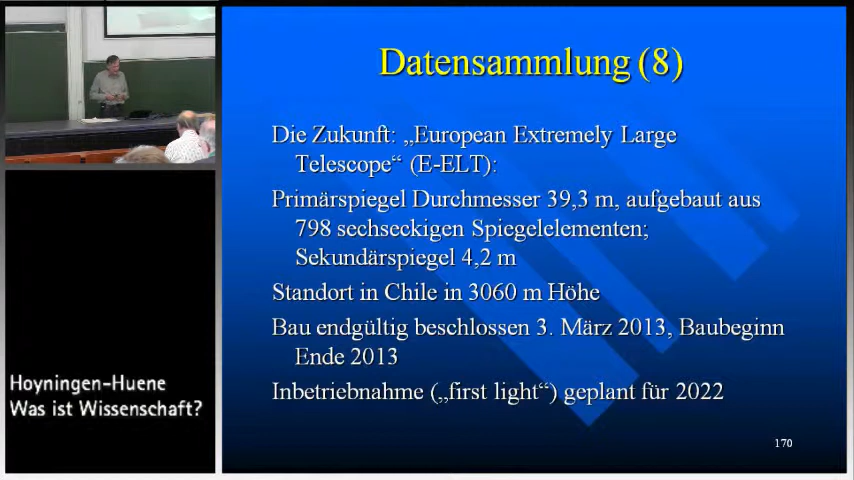 Datensammlung (8)
Die Zukunft: „European Extremely Large
Telescope“ (E-ELT):
Primärspiegel Durchmesser 39,3 m, aufgebaut aus
798 sechseckigen Spiegelelementen;
Sekundärspiegel 4,2 m
Standort in Chile in 3060 m Höhe
Bau endgültig beschlossen 3. März 2013, Baubeginn
Ende 2013
Inbetriebnahme („first light“) geplant für 2022
170
Hoyningen-Huene
Was ist Wissenschaft?